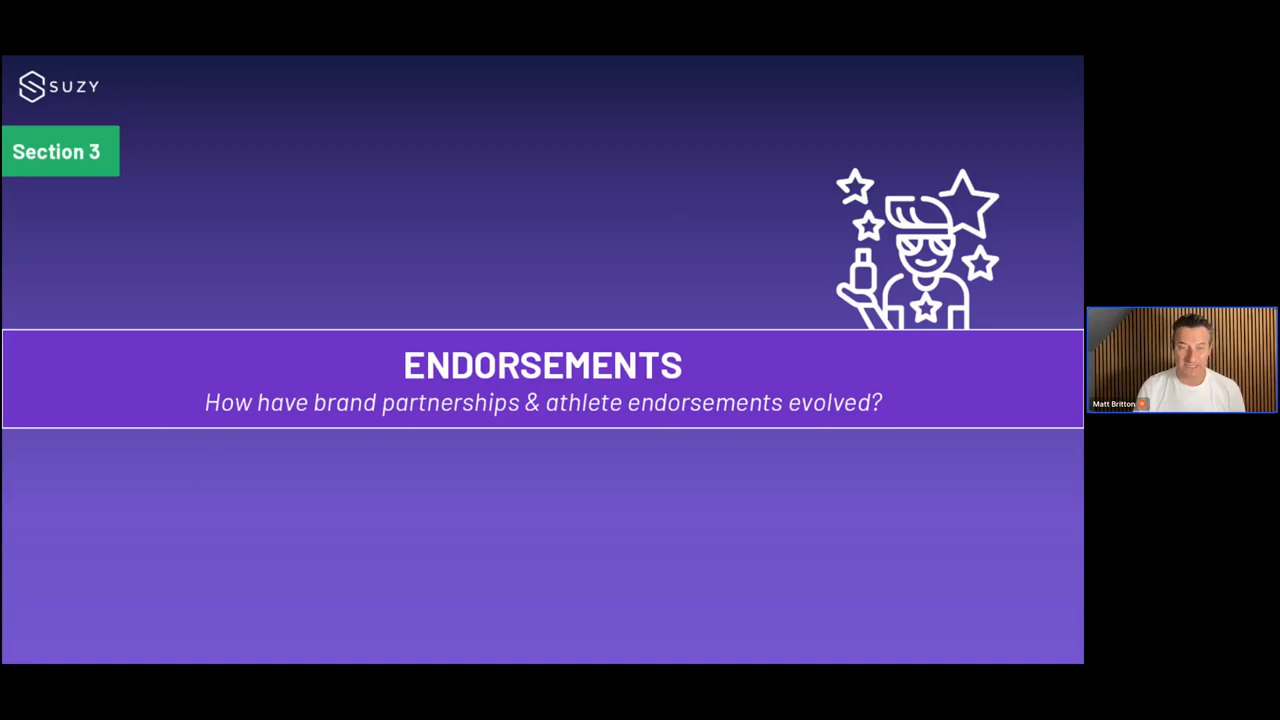 SUZY
Section 3
ENDORSEMENTS
How have brand partnerships & athlete endorsements evolved?
Matt Britton